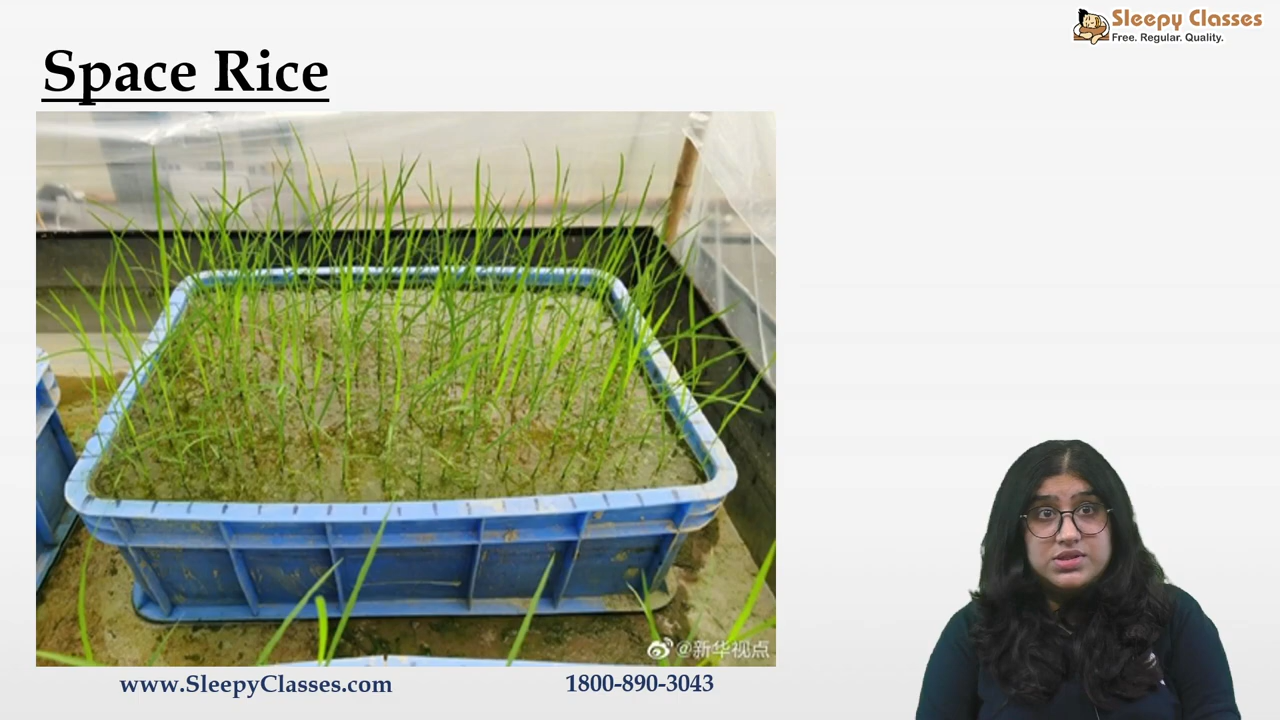 Sleepy Classes
Free. Regular. Quality.
Space Rice
@新华视点
www.SleepyClasses.com
1800-890-3043